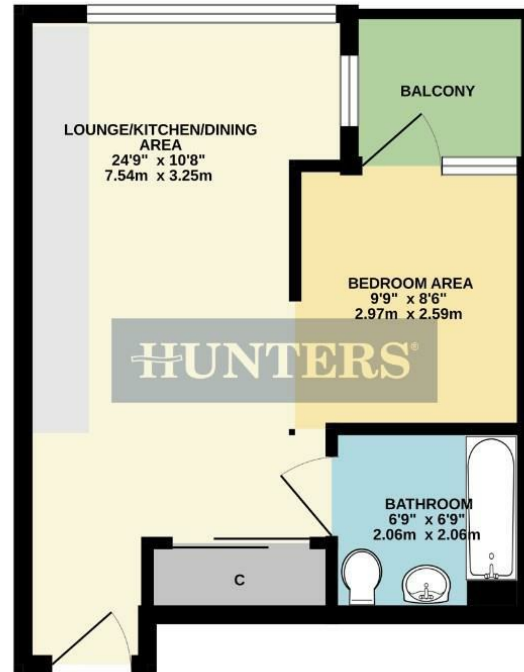 BALCONY
LOUNGE/KITCHEN/DINING
AREA
24'9" x 10'8"
7.54m x 3.25m
BEDROOM AREA
9'9" x 8'6"
2.97m x 2.59m
HUNTERS®
BATHROOM
6'9" x 6'9"
2.06m x 2.06m
C